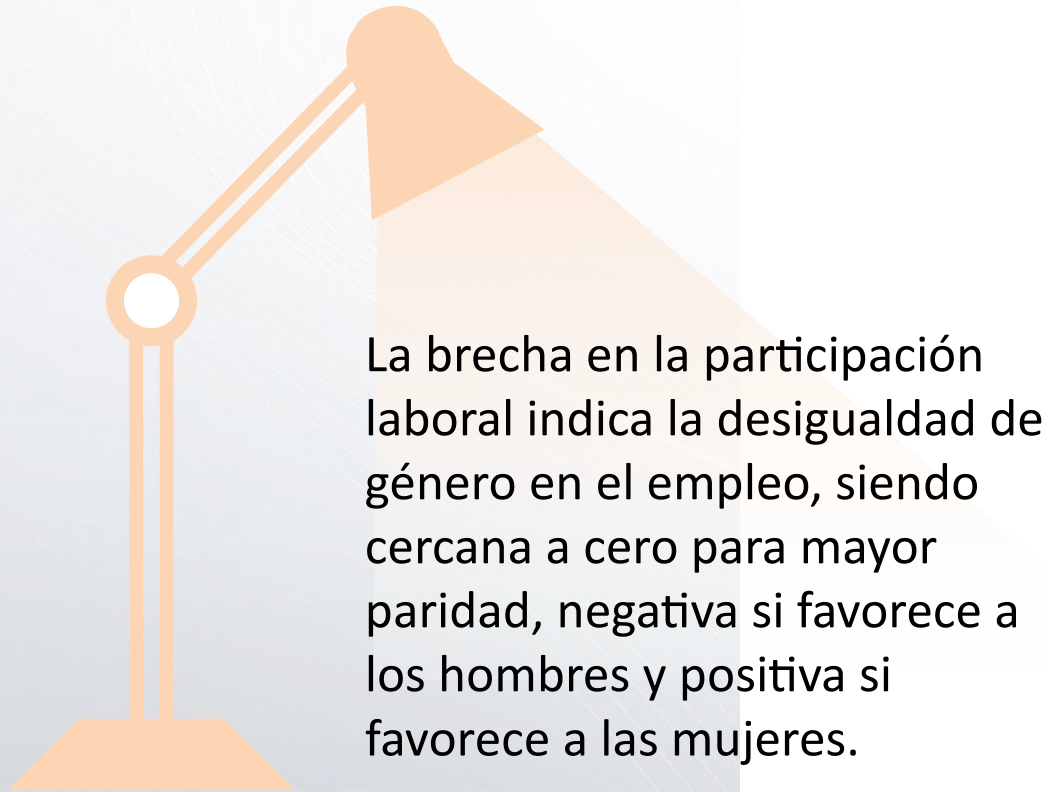 La brecha en la participación
laboral indica la desigualdad de
género en el empleo, siendo
cercana a cero para mayor
paridad, negativa si favorece a
los hombres y positiva si
favorece a las mujeres.